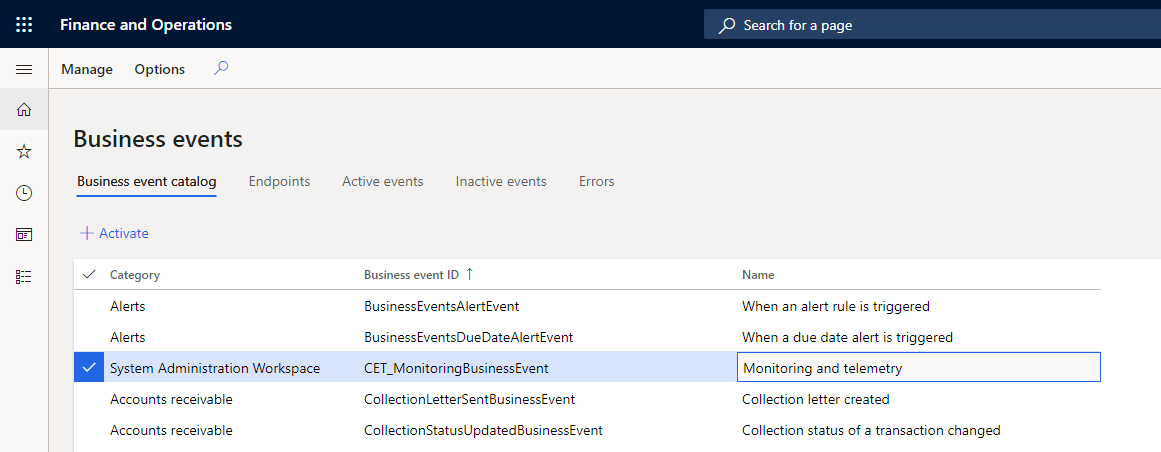 Finance and Operations Search for a page
Manage Options
Business events
Business event catalog Endpoints Active events Inactive events Errors
Activate
Category Business event ID Name
Alerts BusinessEventsAlertEvent When an alert rule is triggered
Alerts BusinessEventsDueDateAlertEvent When a due date alert is triggered
System Administration Workspace CET_MonitoringBusinessEvent Monitoring and telemetry
Accounts receivable CollectionLetterSentBusinessEvent Collection letter created
Accounts receivable CollectionStatusUpdatedBusinessEvent Collection status of a transaction changed